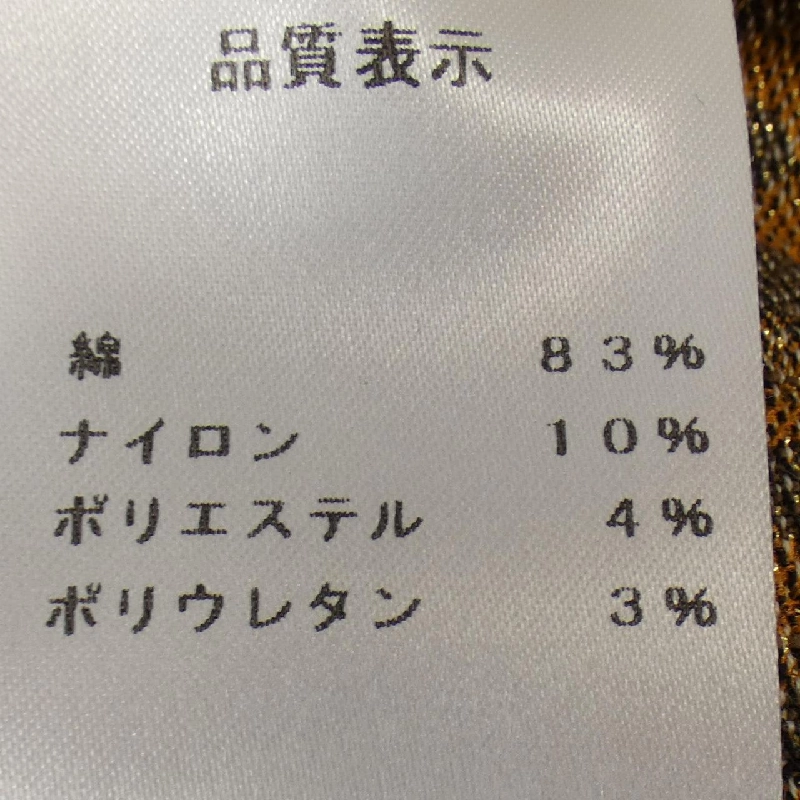 品質表示
綿 83%
ナイロン 10%
ポリエステル 4%
ポリウレタン 3%